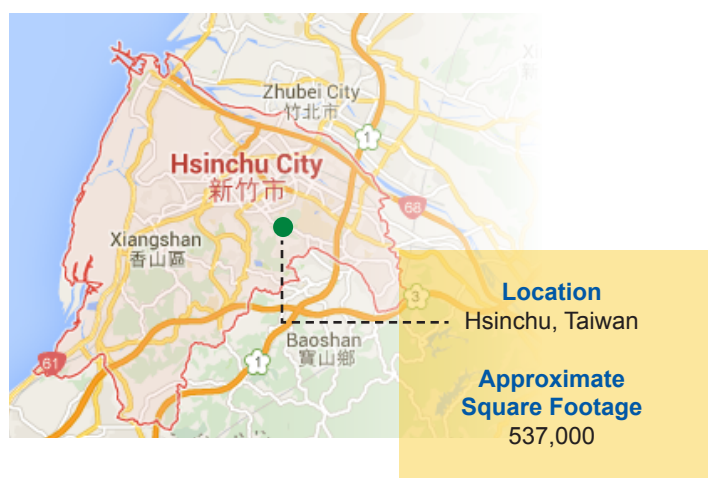 Zhubei City
竹北市
1
Hsinchu City
新竹市
68
Xiangshan
香山區
3
Location
Hsinchu, Taiwan
Baoshan
寶山鄉
61
1
Approximate
Square Footage
537,000